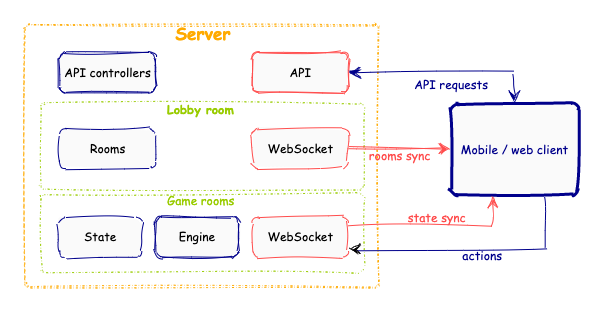 Server
API controllers
API
API requests
Lobby room
Rooms
WebSocket
rooms sync
Mobile / web client
Game rooms
State
Engine
WebSocket
state sync
actions